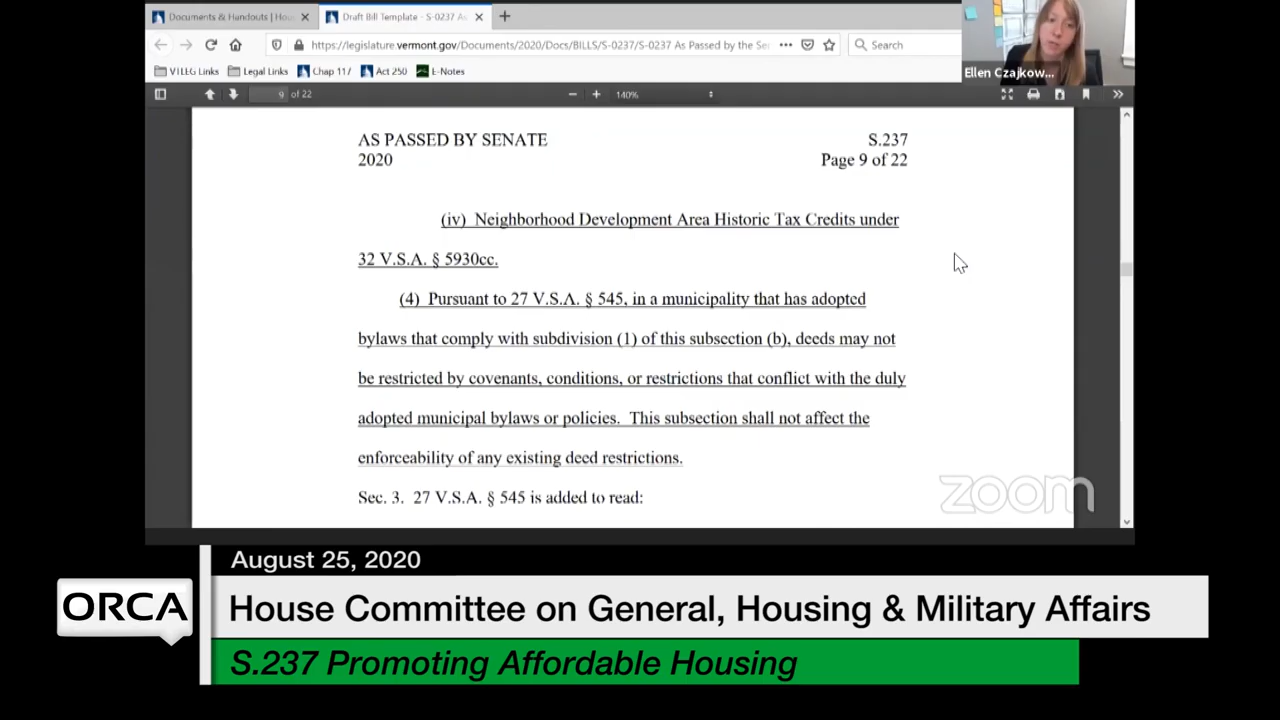 Documents & Handouts | Hou
Draft Bill Template - S-0237 As
https://legislature.vermont.gov/Documents/2020/Docs/BILLS/S-0237/S-0237 As Passed by the Se
Search
Ellen Czajkow...
VTLEG Links
Legal Links
Chap 117
Act 250
E-Notes
9 of 22
140%
AS PASSED BY SENATE
S.237
2020
Page 9 of 22
(iv) Neighborhood Development Area Historic Tax Credits under
32 V.S.A. § 5930cc.
(4) Pursuant to 27 V.S.A. § 545, in a municipality that has adopted
bylaws that comply with subdivision (1) of this subsection (b), deeds may not
be restricted by covenants, conditions, or restrictions that conflict with the duly
adopted municipal bylaws or policies. This subsection shall not affect the
enforceability of any existing deed restrictions.
Sec. 3. 27 V.S.A. § 545 is added to read:
zoom
August 25, 2020
ORCA
House Committee on General, Housing & Military Affairs
S.237 Promoting Affordable Housing